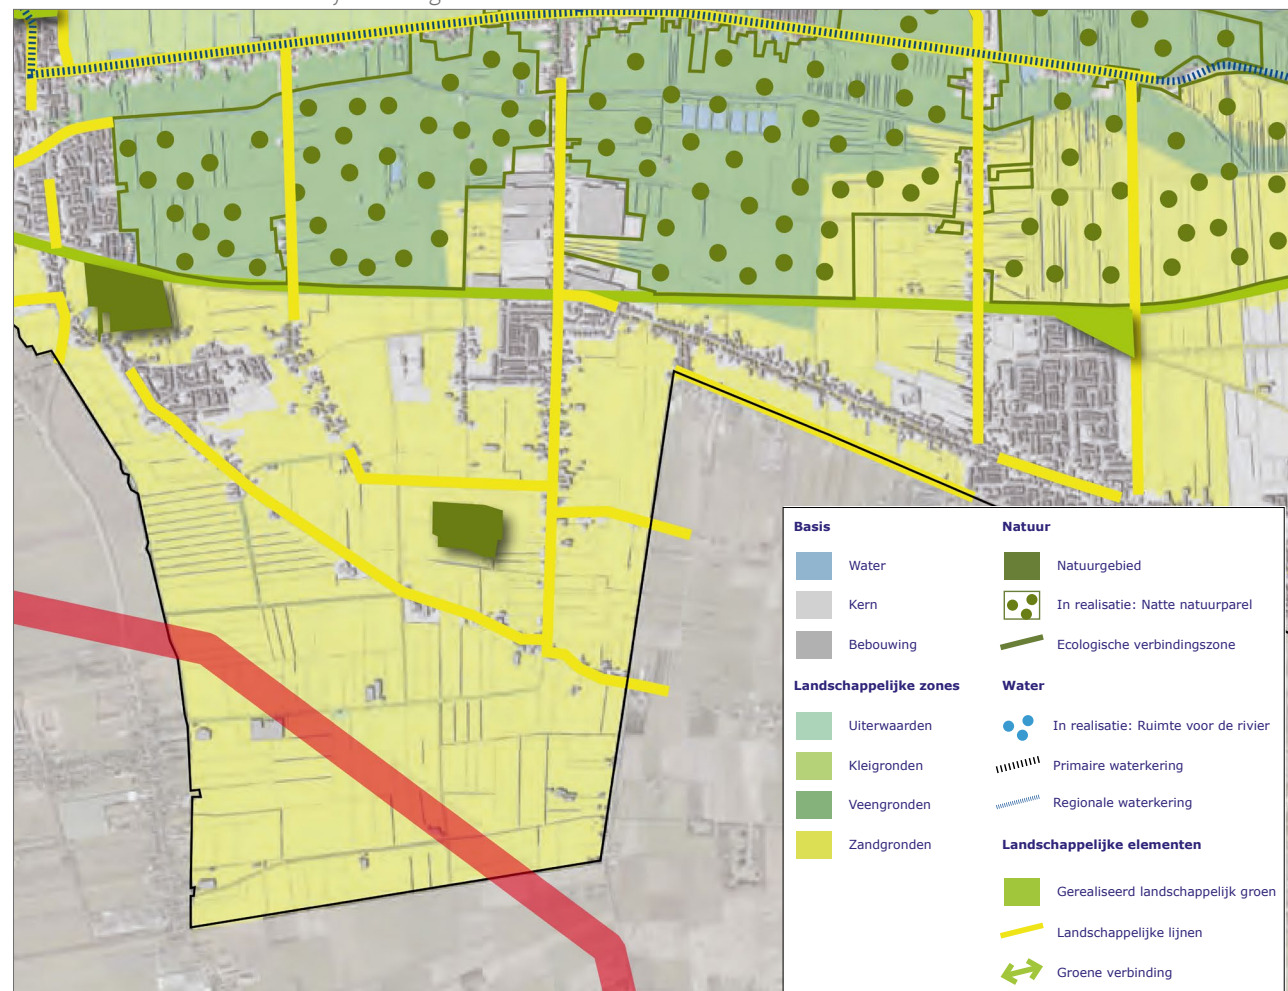 Basis
Water
Kern
Bebouwing
Landschappelijke zones
Uiterwaarden
Kleigronden
Veengronden
Zandgronden
Natuur
Natuurgebied
In realisatie: Natte natuurparel
Ecologische verbindingszone
Water
In realisatie: Ruimte voor de rivier
Primaire waterkering
Regionale waterkering
Landschappelijke elementen
Gerealiseerd landschappelijk groen
Landschappelijke lijnen
Groene verbinding